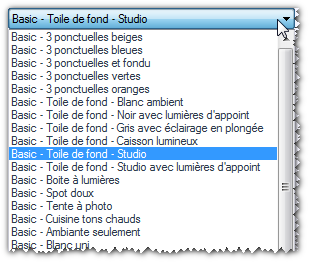 Basic - Toile de fond - Studio
Basic - 3 ponctuelles beiges
Basic - 3 ponctuelles bleues
Basic - 3 ponctuelles et fondu
Basic - 3 ponctuelles vertes
Basic - 3 ponctuelles oranges
Basic - Toile de fond - Blanc ambient
Basic - Toile de fond - Noir avec lumières d'appoint
Basic - Toile de fond - Gris avec éclairage en plongée
Basic - Toile de fond - Caisson lumineux
Basic - Toile de fond - Studio
Basic - Toile de fond - Studio avec lumières d'appoint
Basic - Boite à lumières
Basic - Spot doux
Basic - Tente à photo
Basic - Cuisine tons chauds
Basic - Ambiante seulement
Basic - Blanc uni